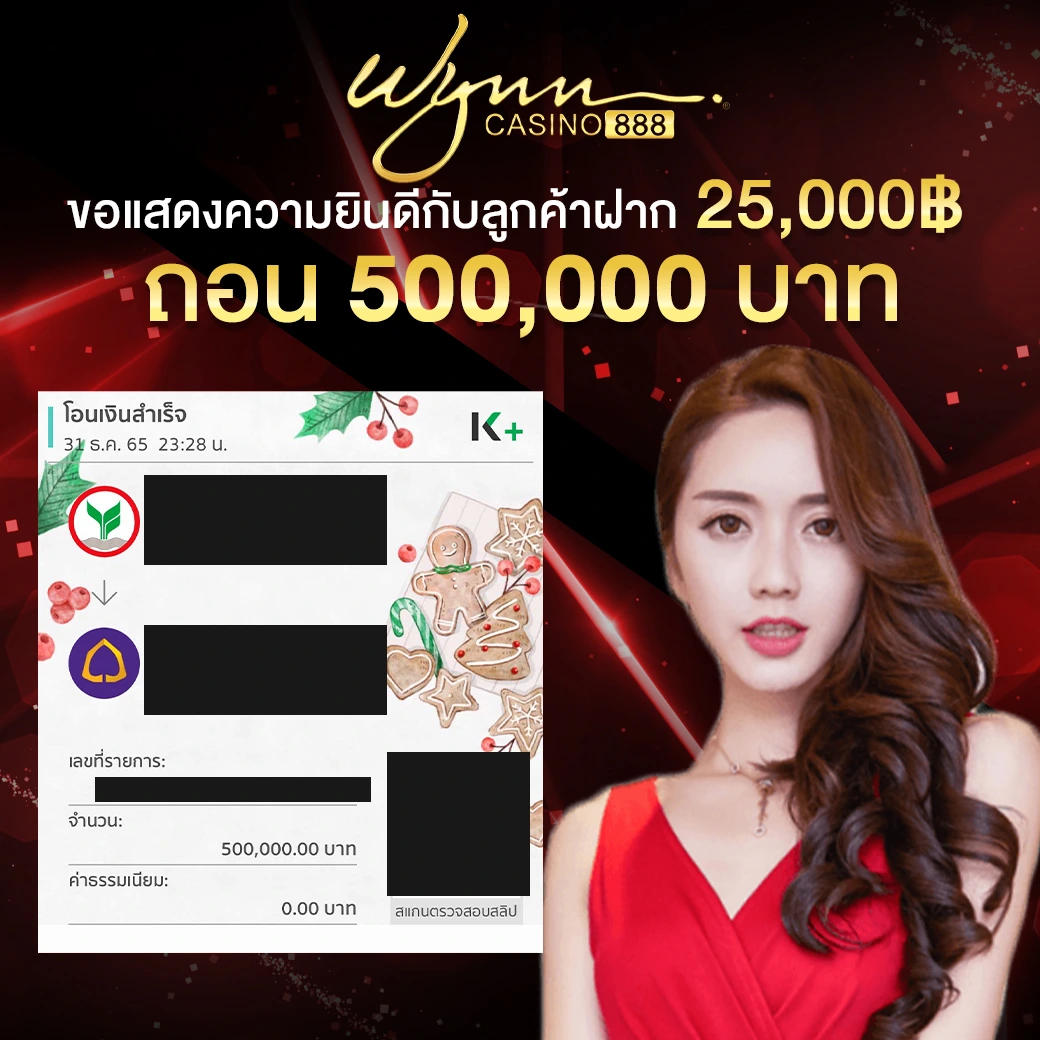 Wynn
CASINO 888
ขอแสดงความยินดีกับลูกค้าฝาก 25,000฿
ถอน 500,000 บาท
โอนเงินสำเร็จ
31 ธ.ค. 65 23:28 น.
K+
เลขที่รายการ:
จำนวน:
500,000.00 บาท
ค่าธรรมเนียม:
0.00 บาท
สแกนตรวจสอบสลิป